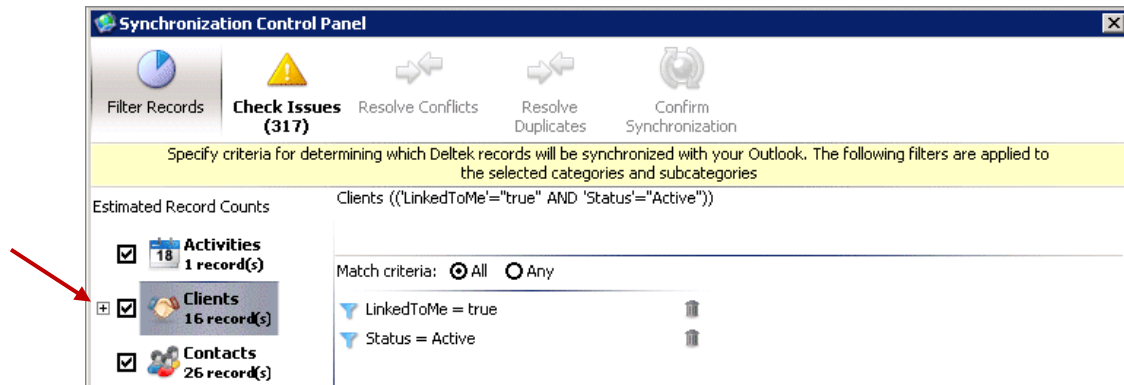 Synchronization Control Panel
Filter Records
Check Issues
(317)
Resolve Conflicts
Resolve
Duplicates
Confirm
Synchronization
Specify criteria for determining which Deltek records will be synchronized with your Outlook. The following filters are applied to
the selected categories and subcategories
Estimated Record Counts
Clients (('LinkedToMe'="true" AND 'Status'="Active"))
18
Activities
1 record(s)
Clients
16 record(s)
Contacts
26 record(s)
Match criteria: All Any
LinkedToMe = true
Status = Active